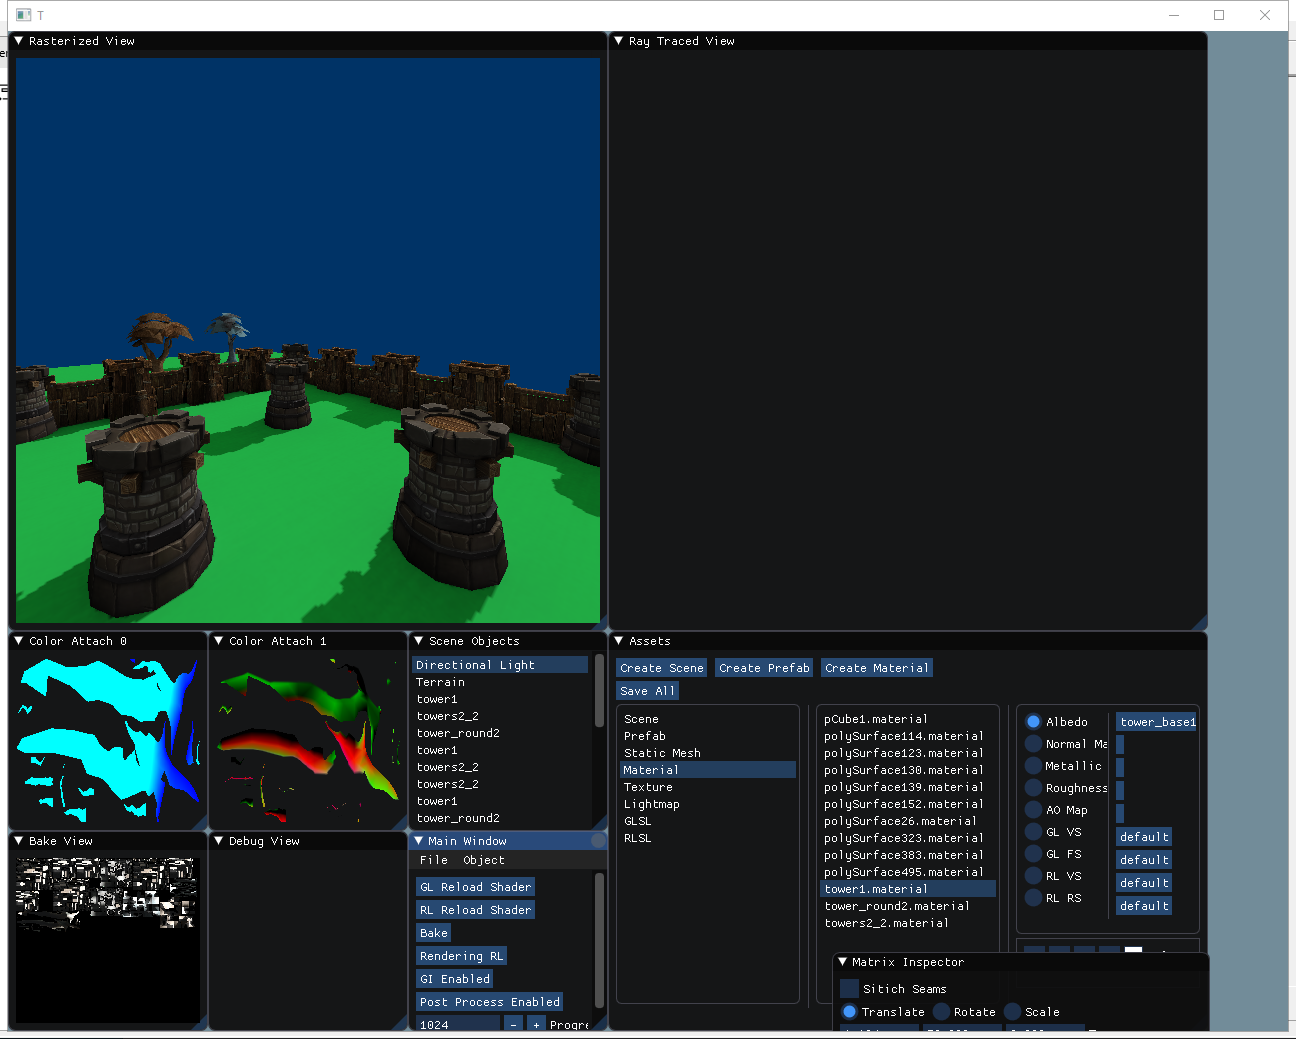 T
Rasterized View
Ray Traced View
Color Attach 0
Color Attach 1
Scene Objects
Directional Light
Terrain
tower1
towers2_2
tower_round2
tower1
towers2_2
towers2_2
tower1
tower_round2
Assets
Create Scene
Create Prefab
Create Material
Save All
Scene
Prefab
Static Mesh
Material
Texture
Lightmap
GLSL
RLSL
pCube1.material
polySurface114.material
polySurface123.material
polySurface130.material
polySurface139.material
polySurface152.material
polySurface26.material
polySurface323.material
polySurface383.material
polySurface495.material
tower1.material
tower_round2.material
towers2_2.material
Albedo tower_base1
Normal Ma
Metallic
Roughness
AO Map
GL VS default
GL FS default
RL VS default
RL RS default
Bake View
Debug View
Main Window
File Object
GL Reload Shader
RL Reload Shader
Bake
Rendering RL
GI Enabled
Post Process Enabled
1024 - + Progre
Matrix Inspector
Sitich Seams
Translate Rotate Scale